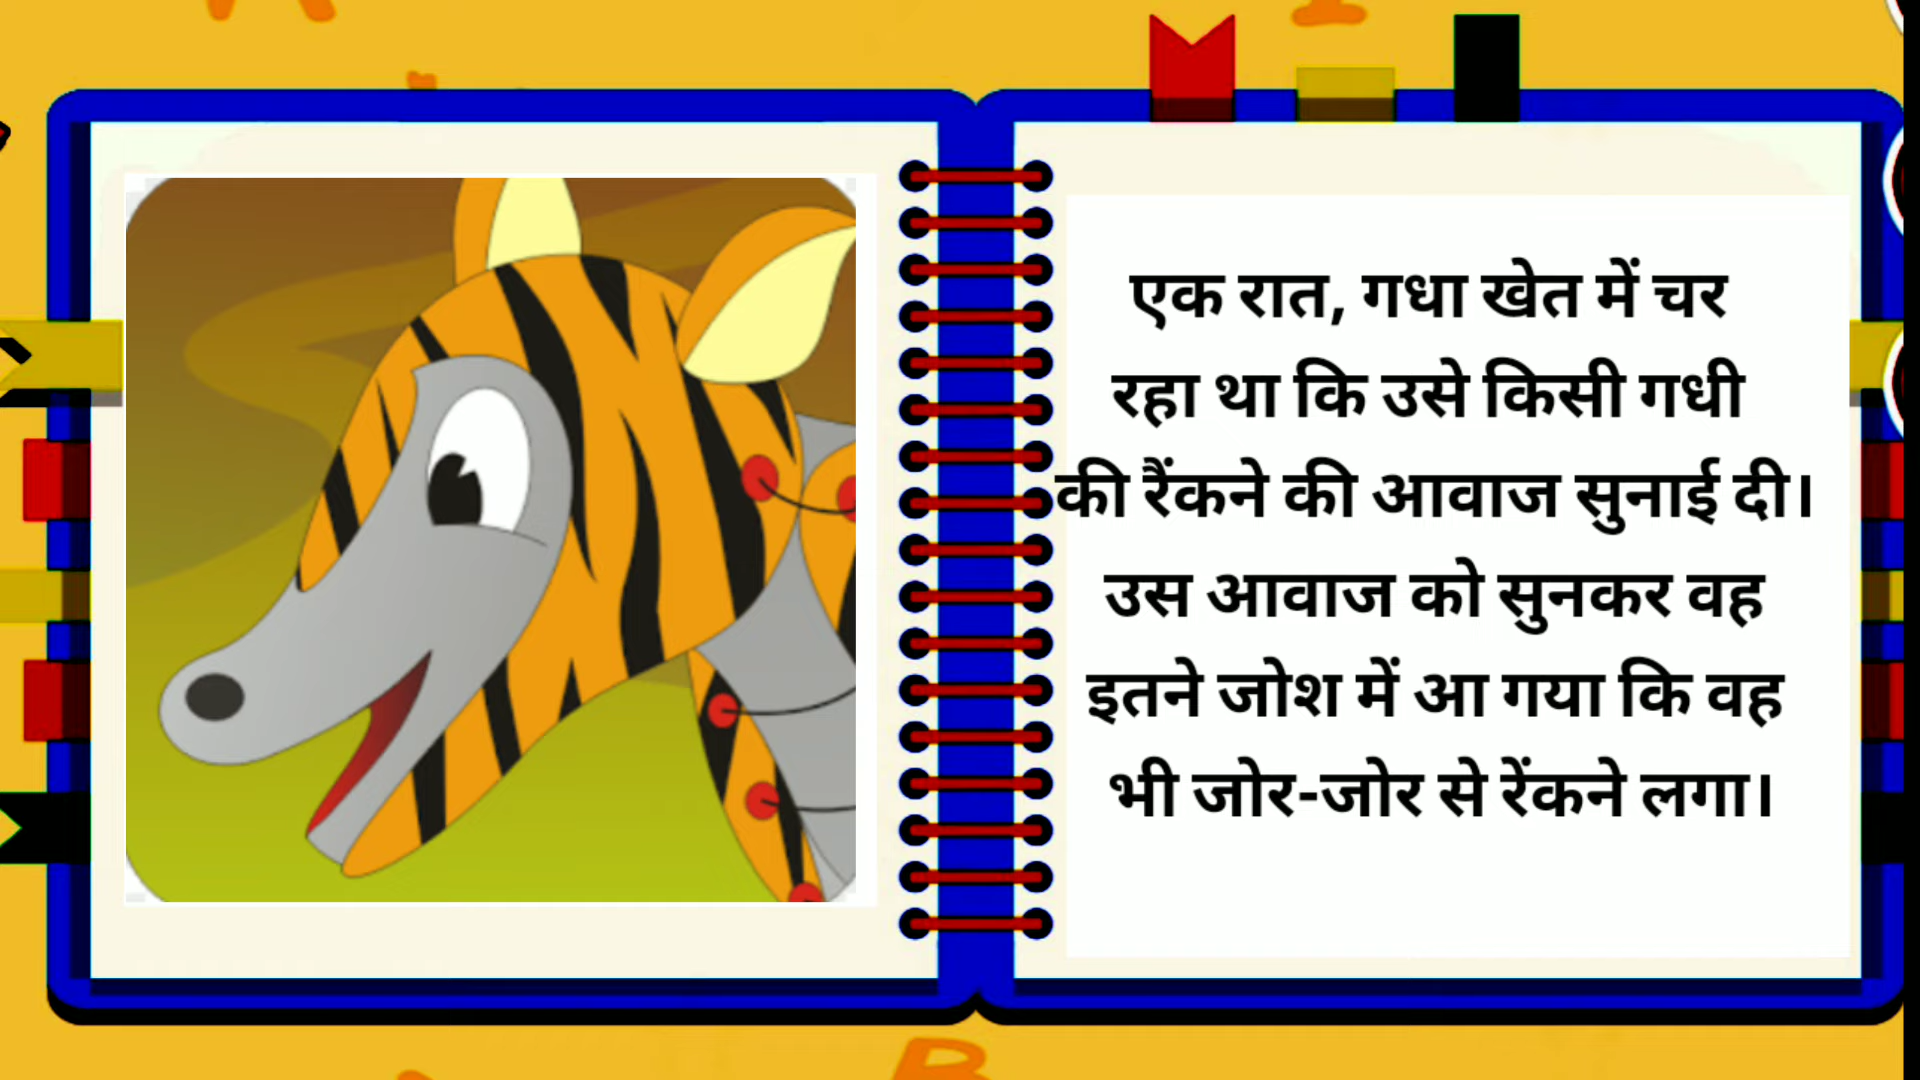 एक रात, गधा खेत में चर
रहा था कि उसे किसी गधी
की रैंकने की आवाज सुनाई दी।
उस आवाज को सुनकर वह
इतने जोश में आ गया कि वह
भी जोर-जोर से रेंकने लगा।
B